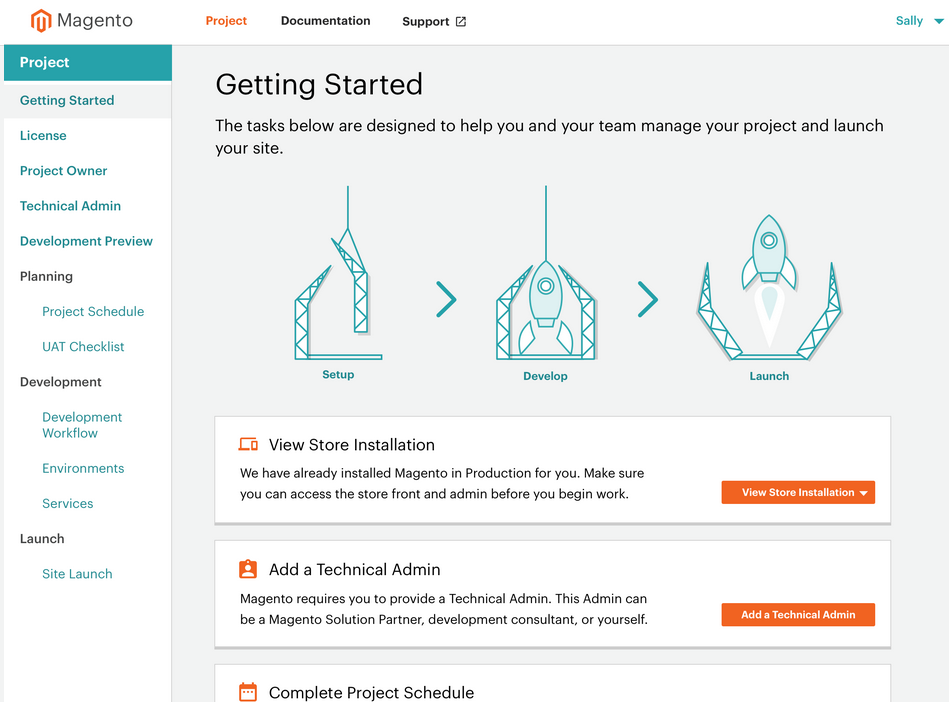 Magento
Project
Documentation
Support
Sally
Project
Getting Started
License
Project Owner
Technical Admin
Development Preview
Planning
Project Schedule
UAT Checklist
Development
Development
Workflow
Environments
Services
Launch
Site Launch
Getting Started
The tasks below are designed to help you and your team manage your project and launch
your site.
Setup
Develop
Launch
View Store Installation
We have already installed Magento in Production for you. Make sure
you can access the store front and admin before you begin work.
View Store Installation
Add a Technical Admin
Magento requires you to provide a Technical Admin. This Admin can
be a Magento Solution Partner, development consultant, or yourself.
Add a Technical Admin
Complete Project Schedule